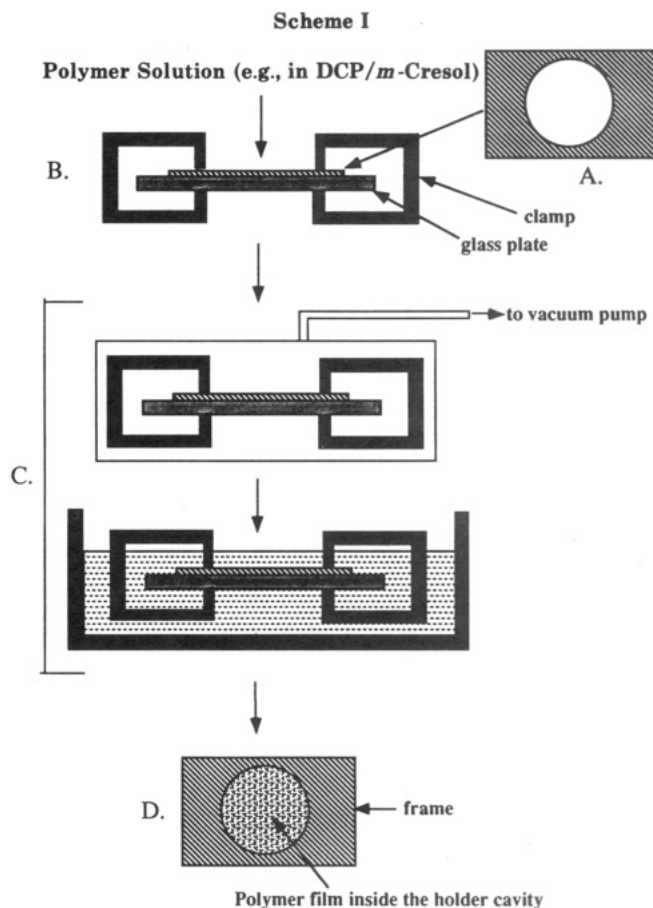 Scheme I
Polymer Solution (e.g., in DCP/m-Cresol)
B.
A.
clamp
glass plate
to vacuum pump
C.
D.
frame
Polymer film inside the holder cavity